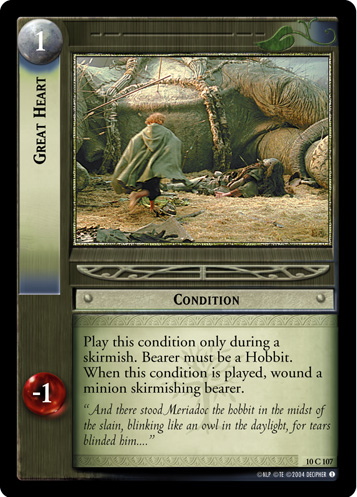 1
GREAT HEART
CONDITION
Play this condition only during a
skirmish. Bearer must be a Hobbit.
When this condition is played, wound a
minion skirmishing bearer.
-1
“And there stood Meriadoc the hobbit in the midst of
the slain, blinking like an owl in the daylight, for tears
blinded him....”
10 C 107
©NLP ™TE ©2004 DECIPHER